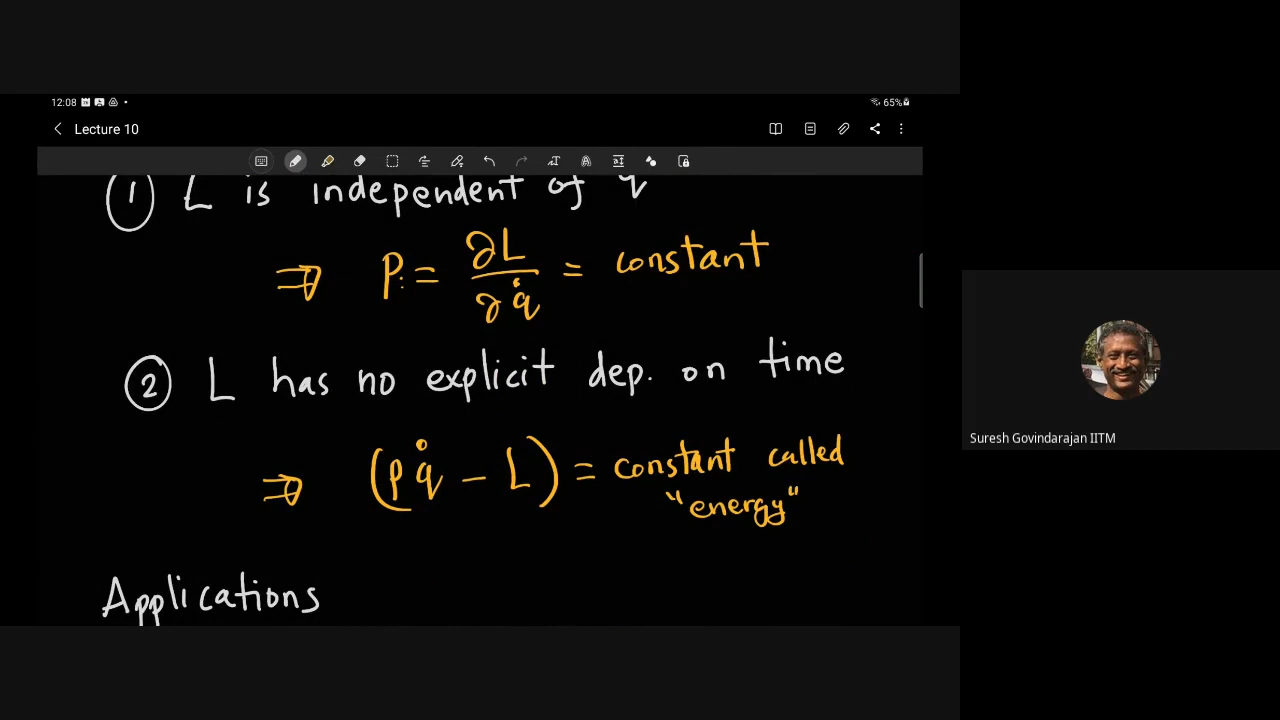 12:08
65%
Lecture 10
① L is independent of q
⇒ p := ∂L/∂q̇ = constant
② L has no explicit dep. on time
⇒ (pq̇ − L) = constant called
"energy"
Applications
Suresh Govindarajan IITM